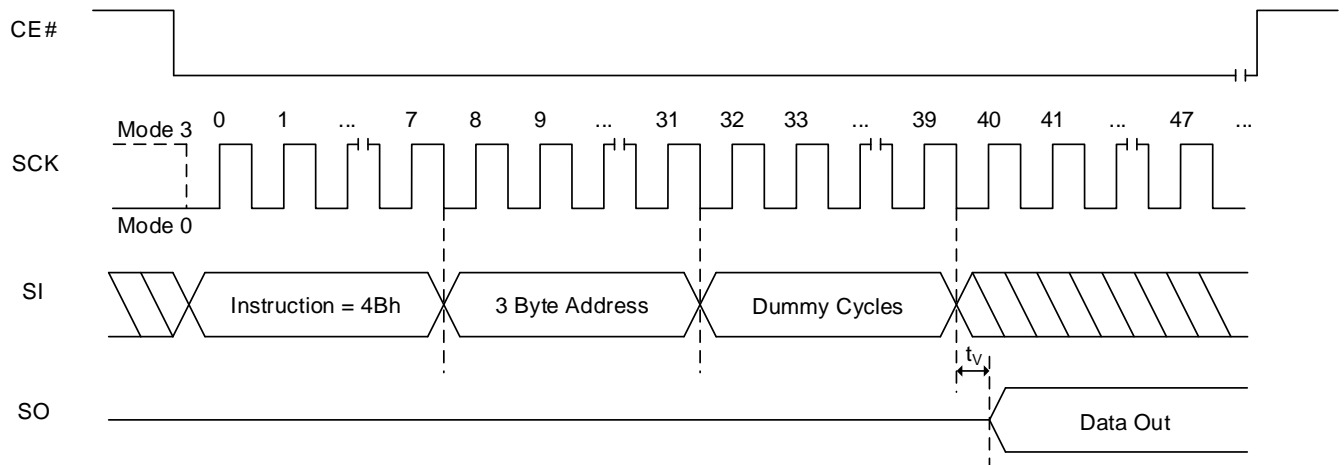 CE#
0 1 ... 7 8 9 ... 31 32 33 ... 39 40 41 ... 47 ...
Mode 3
SCK
Mode 0
SI Instruction = 4Bh 3 Byte Address Dummy Cycles
tV
SO Data Out